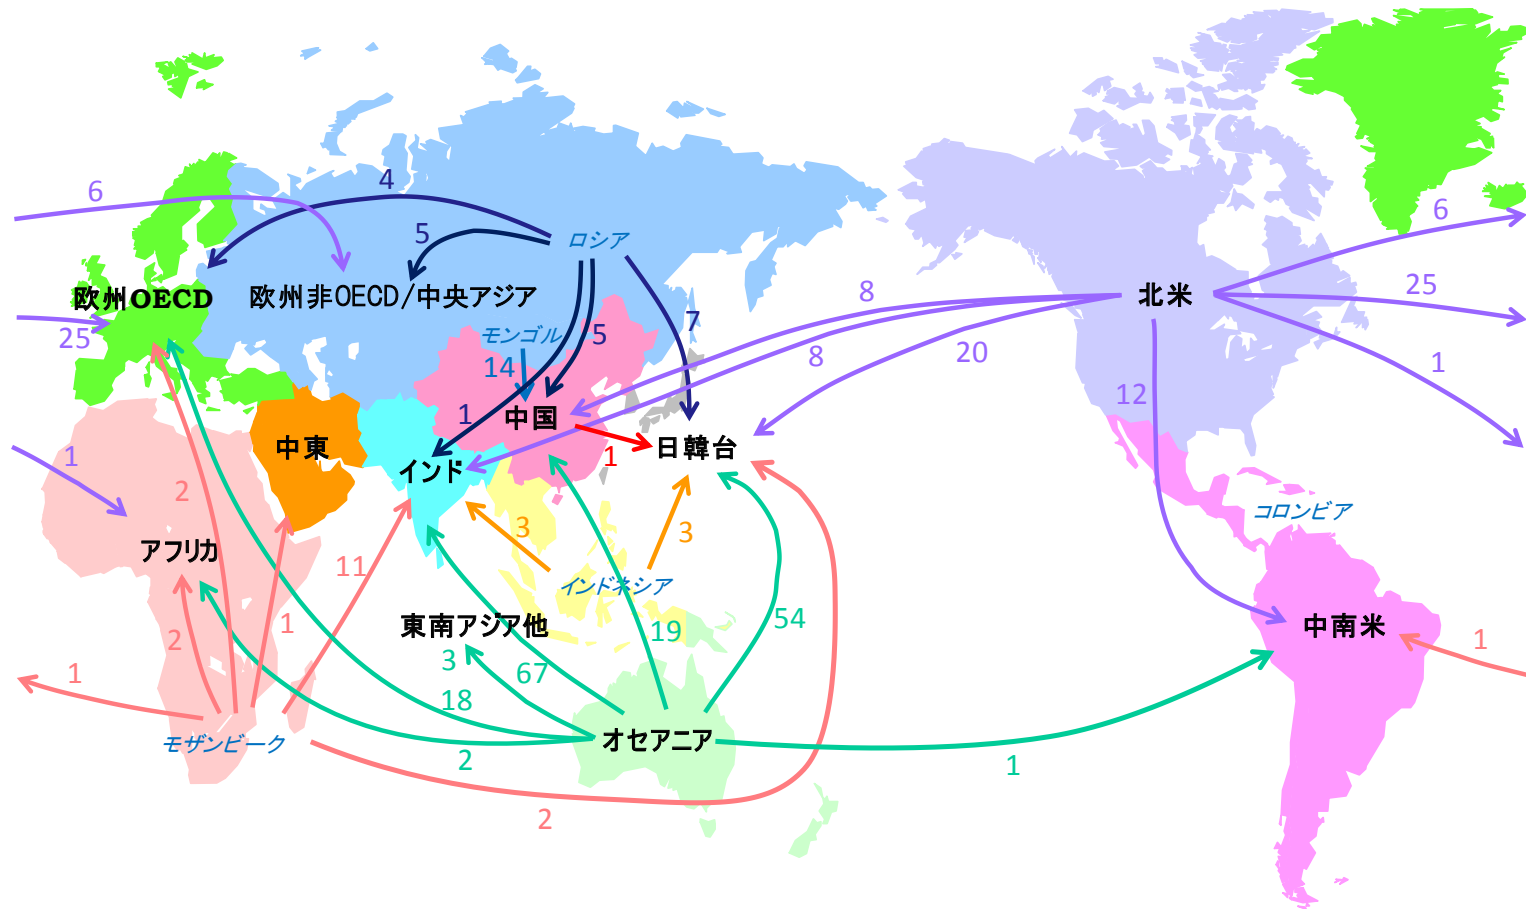 6
4
5
ロシア
欧州OECD
欧州非OECD/中央アジア
25
モンゴル
14
5
7
8
8
20
北米
6
25
1
12
1
中国
1
日韓台
中東
インド
1
2
コロンビア
3
3
アフリカ
11
インドネシア
1
2
東南アジア他
3
67
19
54
中南米
1
1
18
モザンビーク
オセアニア
2
1
2